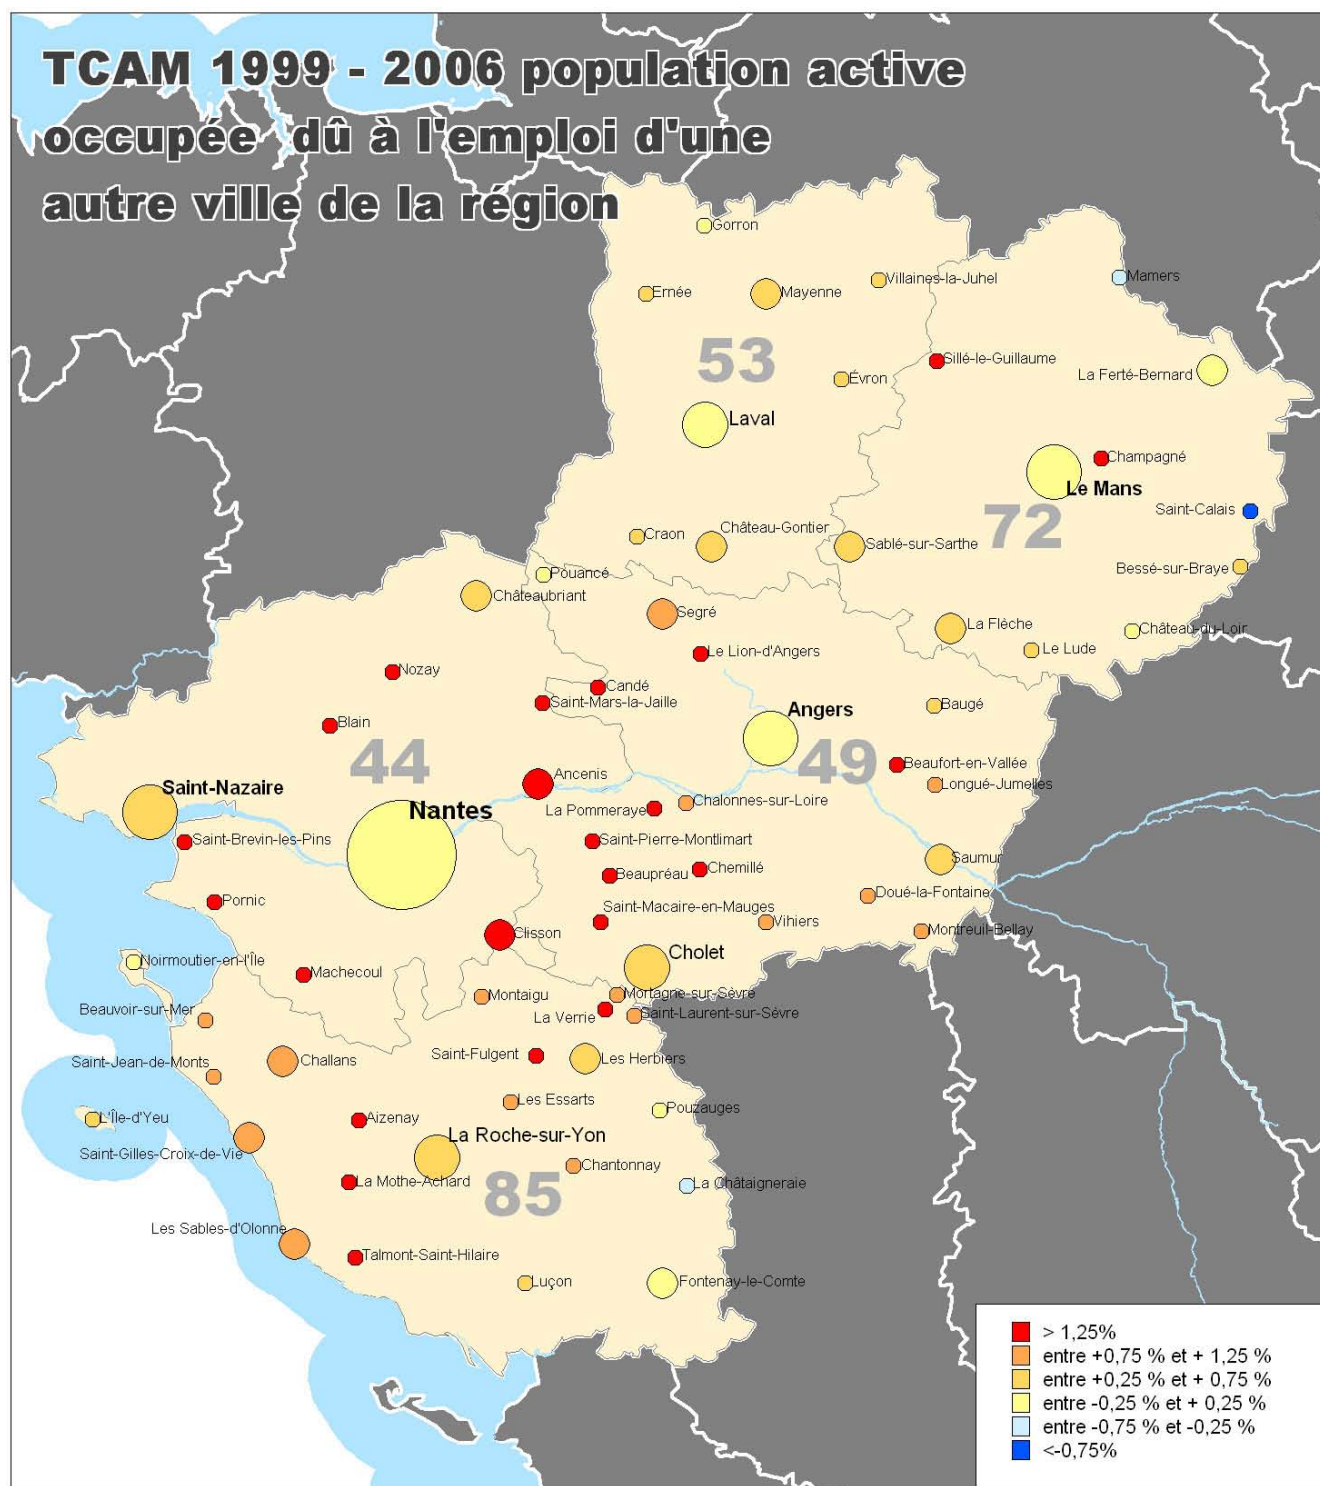 TCAM 1999 - 2006 population active
occupée dû à l'emploi d'une
autre ville de la région
Gorron
Villaines-la-Juhel
Mamers
Ernée
Mayenne
53
Sillé-le-Guillaume
La Ferté-Bernard
Évron
Laval
Champagné
Le Mans
Saint-Calais
72
Craon
Château-Gontier
Sablé-sur-Sarthe
Bessé-sur-Braye
Pouancé
Châteaubriant
Segré
La Flèche
Château-du-Loir
Le Lude
Le Lion-d'Angers
Nozay
Candé
Saint-Mars-la-Jaille
Baugé
Angers
Blain
44
49
Beaufort-en-Vallée
Ancenis
Longué-Jumelles
Saint-Nazaire
Nantes
La Pommeraye
Chalonnes-sur-Loire
Saint-Brevin-les-Pins
Saint-Pierre-Montlimart
Saumur
Beaupréau
Chemillé
Doué-la-Fontaine
Pornic
Saint-Macaire-en-Mauges
Vihiers
Montreuil-Bellay
Clisson
Cholet
Noirmoutier-en-l'Île
Machecoul
Montaigu
Mortagne-sur-Sèvre
Beauvoir-sur-Mer
La Verrie
Saint-Laurent-sur-Sèvre
Saint-Jean-de-Monts
Challans
Saint-Fulgent
Les Herbiers
Les Essarts
Pouzauges
L'Île-d'Yeu
Aizenay
La Roche-sur-Yon
Saint-Gilles-Croix-de-Vie
Chantonnay
La Mothe-Achard
85
La Châtaigneraie
Les Sables-d'Olonne
Talmont-Saint-Hilaire
Luçon
Fontenay-le-Comte
> 1,25%
entre +0,75 % et + 1,25 %
entre +0,25 % et + 0,75 %
entre -0,25 % et + 0,25 %
entre -0,75 % et -0,25 %
<-0,75%